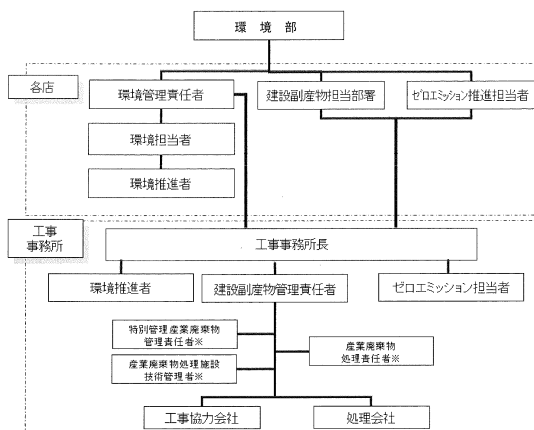 環 境 部
各店
環境管理責任者
建設副産物担当部署
ｾﾞﾛｴﾐｯｼｮﾝ推進担当者
環境担当者
環境推進者
工事
事務所
工事事務所長
環境推進者
建設副産物管理責任者
ゼロエミッション担当者
特別管理産業廃棄物
管理責任者※
産業廃棄物
処理責任者※
産業廃棄物処理施設
技術管理者※
工事協力会社
処理会社